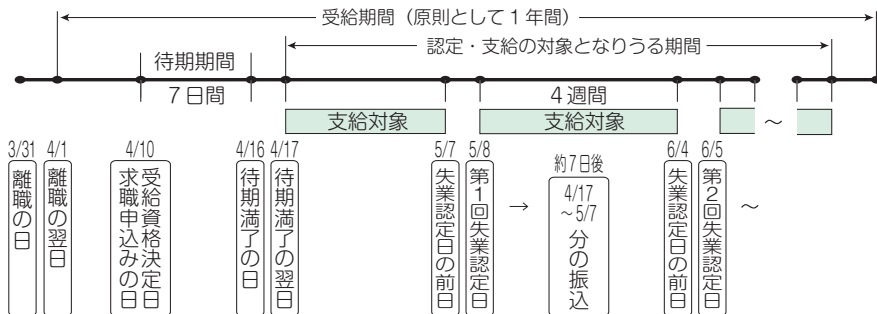 受給期間（原則として１年間）
認定・支給の対象となりうる期間
待期期間
７日間
４週間
支給対象
支給対象
～
3/31
離職の日
4/1
離職の翌日
4/10
受給資格決定日
求職申込みの日
4/16
待期満了の日
4/17
待期満了の翌日
5/7
失業認定日の前日
5/8
第１回失業認定日
→
約７日後
4/17
～5/7
分の振込
6/4
失業認定日の前日
6/5
第２回失業認定日
～